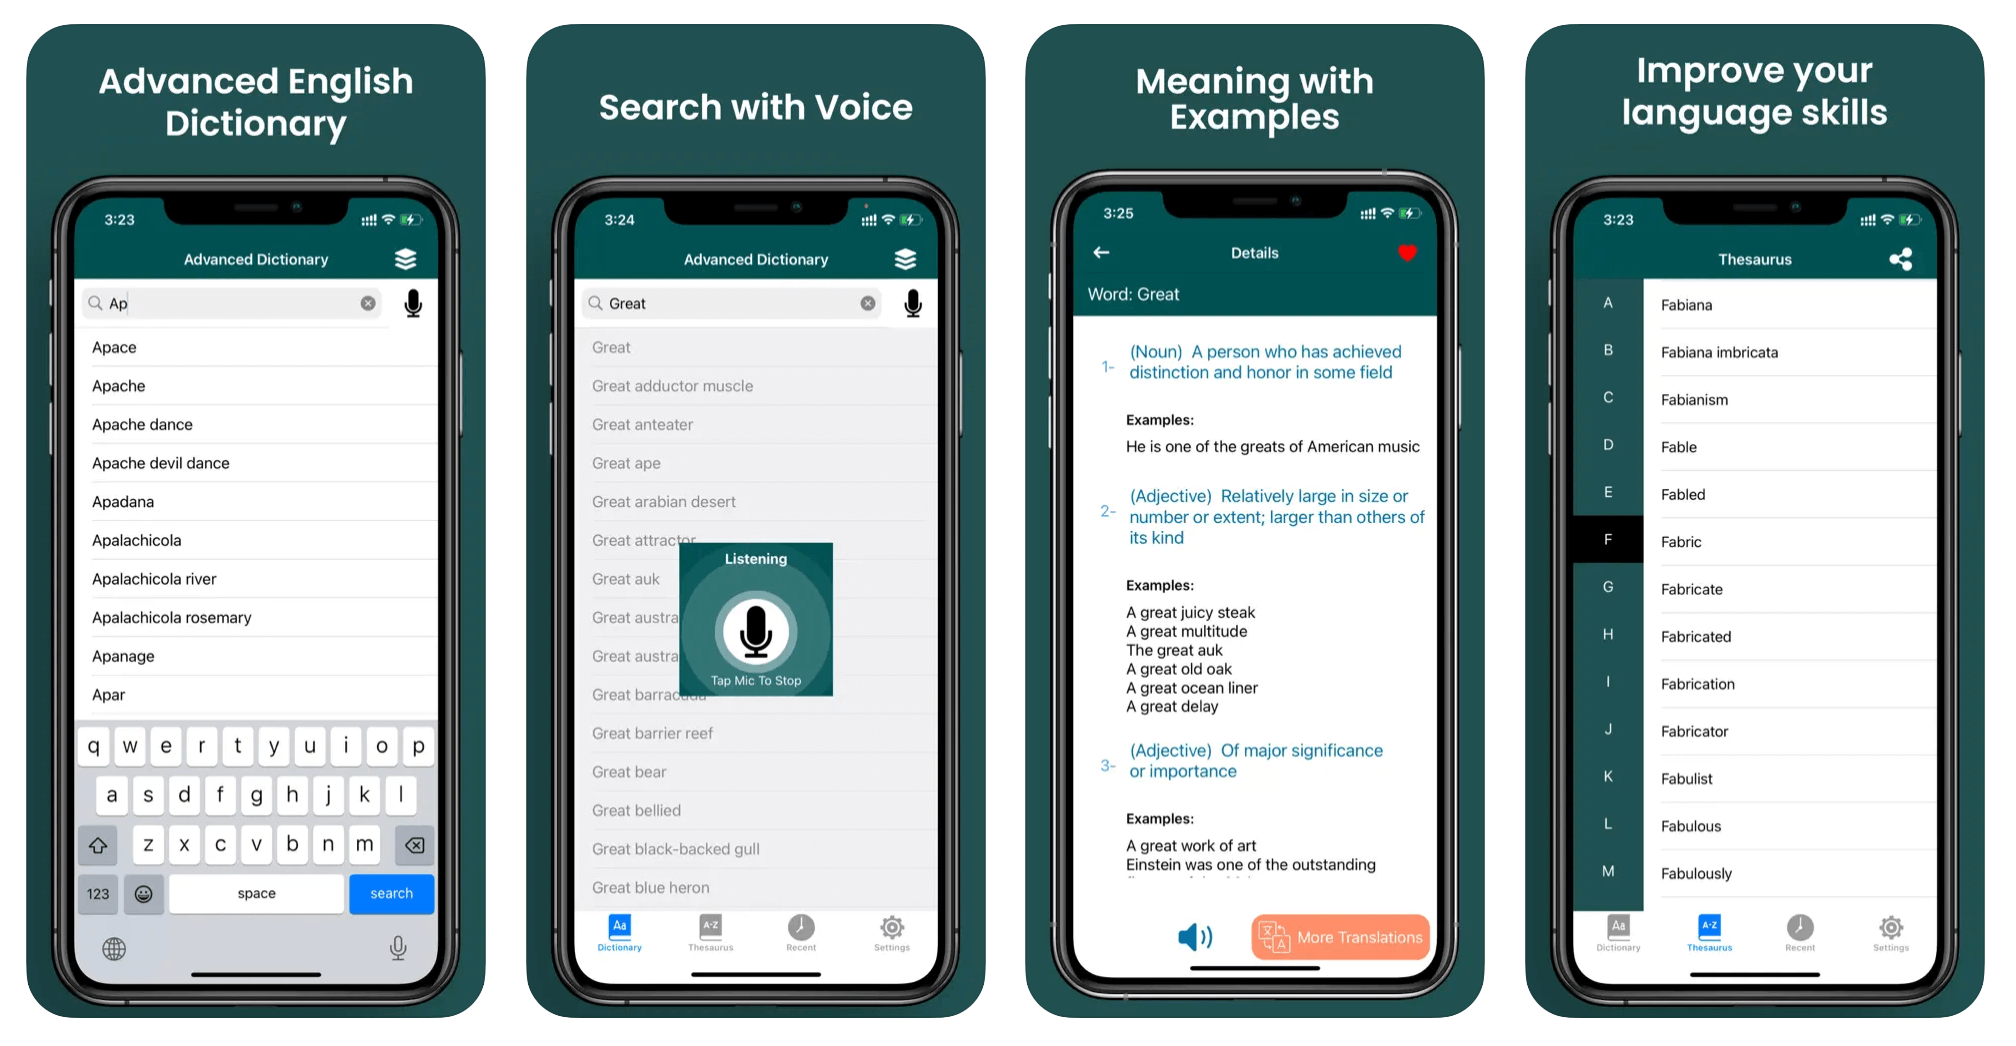 Advanced English
Dictionary
3:23
Advanced Dictionary
Ap
Apace
Apache
Apache dance
Apache devil dance
Apadana
Apalachicola
Apalachicola river
Apalachicola rosemary
Apanage
Apar
q w e r t y u i o p
a s d f g h j k l
z x c v b n m
123 space search
Search with Voice
3:24
Advanced Dictionary
Great
Great
Great adductor muscle
Great anteater
Great ape
Great arabian desert
Great attractor
Great auk
Great austra
Great austra
Great barracuda
Great barrier reef
Great bear
Great bellied
Great black-backed gull
Great blue heron
Listening
Tap Mic To Stop
Aa A-Z
Dictionary Thesaurus Recent Settings
Meaning with
Examples
3:25
Details
Word: Great
1- (Noun) A person who has achieved
distinction and honor in some field
Examples:
He is one of the greats of American music
2- (Adjective) Relatively large in size or
number or extent; larger than others of
its kind
Examples:
A great juicy steak
A great multitude
The great auk
A great old oak
A great ocean liner
A great delay
3- (Adjective) Of major significance
or importance
Examples:
A great work of art
Einstein was one of the outstanding
A More Translations
Improve your
language skills
3:23
Thesaurus
A Fabiana
B Fabiana imbricata
C Fabianism
D Fable
E Fabled
F Fabric
G Fabricate
H Fabricated
I Fabrication
J Fabricator
K Fabulist
L Fabulous
M Fabulously
Aa A-Z
Dictionary Thesaurus Recent Settings